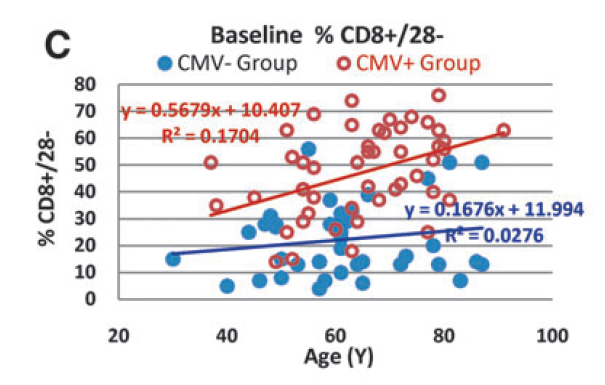 C
Baseline % CD8+/28-
CMV- Group CMV+ Group
% CD8+/28-
80
70
60
50
40
30
20
10
0
y = 0.5679x + 10.407
R² = 0.1704
y = 0.1676x + 11.994
R² = 0.0276
20 40 60 80 100
Age (Y)